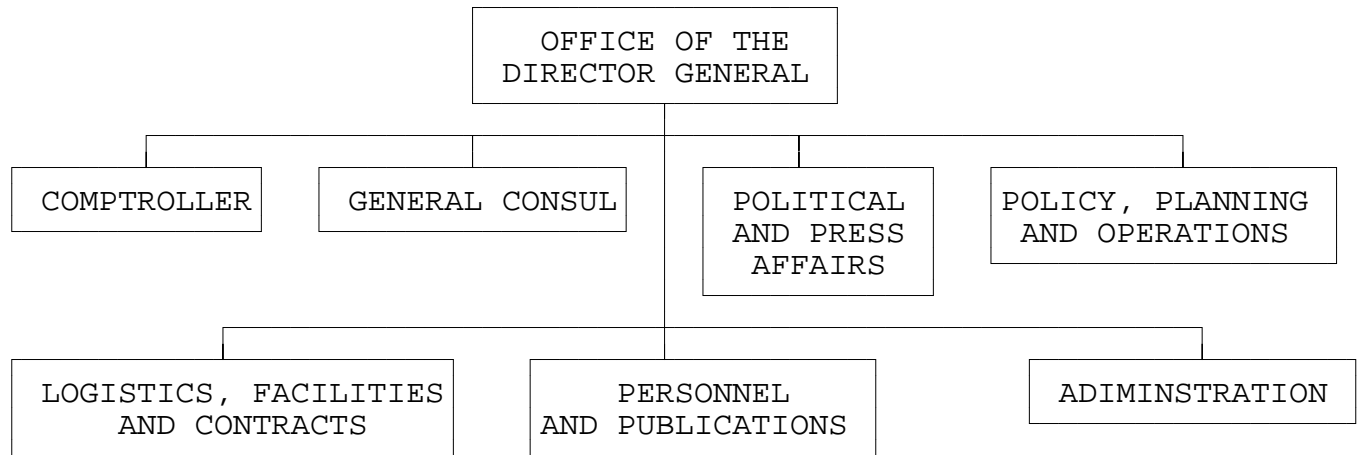 OFFICE OF THE
DIRECTOR GENERAL
COMPTROLLER
GENERAL CONSUL
POLITICAL
AND PRESS
AFFAIRS
POLICY, PLANNING
AND OPERATIONS
LOGISTICS, FACILITIES
AND CONTRACTS
PERSONNEL
AND PUBLICATIONS
ADIMINSTRATION